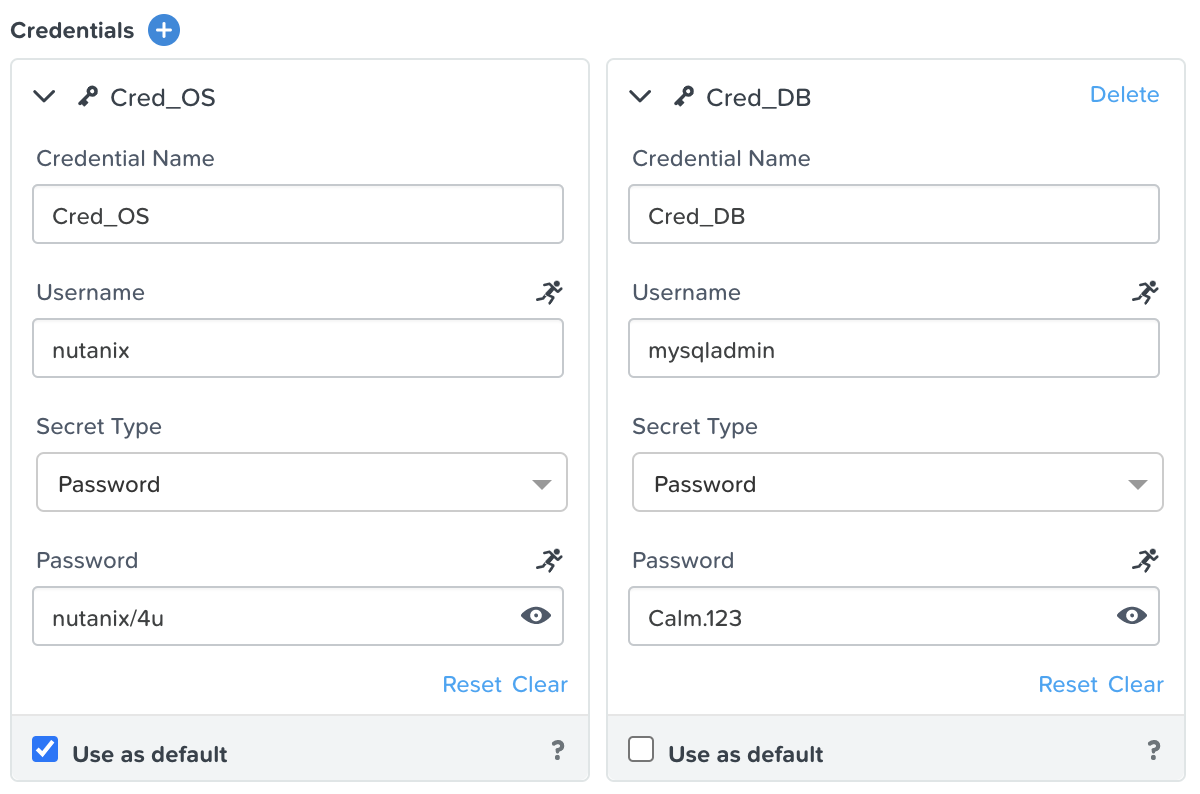 Credentials
Cred_OS
Credential Name
Cred_OS
Username
nutanix
Secret Type
Password
Password
nutanix/4u
Reset Clear
Use as default ?
Cred_DB Delete
Credential Name
Cred_DB
Username
mysqladmin
Secret Type
Password
Password
Calm.123
Reset Clear
Use as default ?